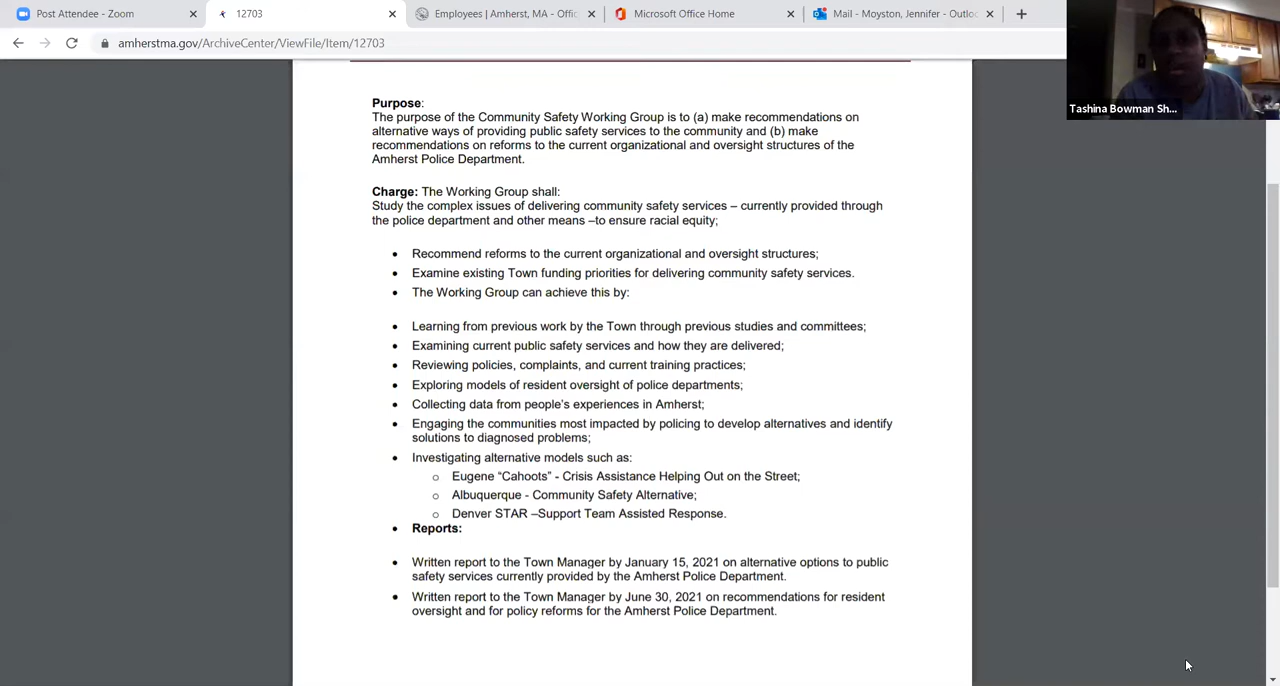 Post Attendee - Zoom
12703
Employees | Amherst, MA - Offic
Microsoft Office Home
Mail - Moyston, Jennifer - Outloc
amherstma.gov/ArchiveCenter/ViewFile/Item/12703
Tashina Bowman Sh...
Purpose:
The purpose of the Community Safety Working Group is to (a) make recommendations on
alternative ways of providing public safety services to the community and (b) make
recommendations on reforms to the current organizational and oversight structures of the
Amherst Police Department.
Charge: The Working Group shall:
Study the complex issues of delivering community safety services – currently provided through
the police department and other means –to ensure racial equity;
• Recommend reforms to the current organizational and oversight structures;
• Examine existing Town funding priorities for delivering community safety services.
• The Working Group can achieve this by:
• Learning from previous work by the Town through previous studies and committees;
• Examining current public safety services and how they are delivered;
• Reviewing policies, complaints, and current training practices;
• Exploring models of resident oversight of police departments;
• Collecting data from people’s experiences in Amherst;
• Engaging the communities most impacted by policing to develop alternatives and identify
solutions to diagnosed problems;
• Investigating alternative models such as:
o Eugene “Cahoots” - Crisis Assistance Helping Out on the Street;
o Albuquerque - Community Safety Alternative;
o Denver STAR –Support Team Assisted Response.
• Reports:
• Written report to the Town Manager by January 15, 2021 on alternative options to public
safety services currently provided by the Amherst Police Department.
• Written report to the Town Manager by June 30, 2021 on recommendations for resident
oversight and for policy reforms for the Amherst Police Department.